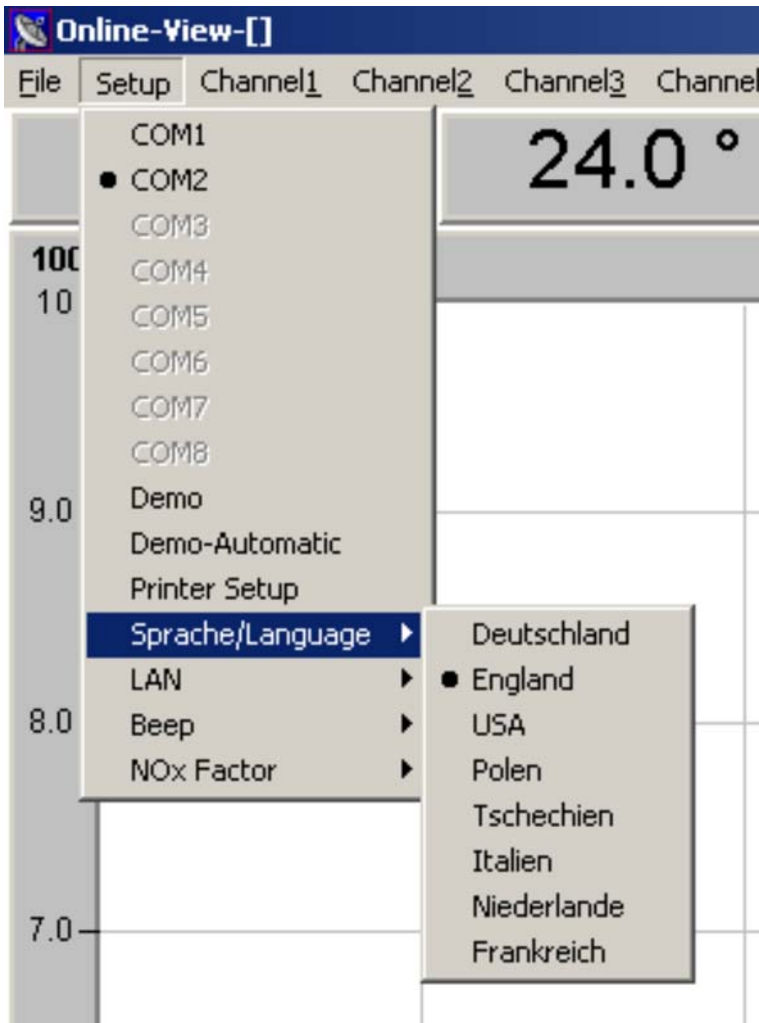 Online-View-[]
File Setup Channel1 Channel2 Channel3 Channel
24.0 °
COM1
COM2
COM3
COM4
COM5
COM6
COM7
COM8
Demo
Demo-Automatic
Printer Setup
Sprache/Language
LAN
Beep
NOx Factor
Deutschland
England
USA
Polen
Tschechien
Italien
Niederlande
Frankreich
100
10
9.0
8.0
7.0